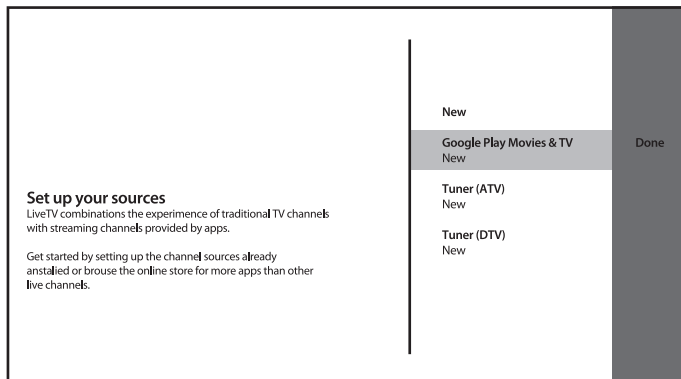 Set up your sources
LiveTV combinations the experimence of traditional TV channels
with streaming channels provided by apps.
Get started by setting up the channel sources already
anstalied or brouse the online store for more apps than other
live channels.
New
Google Play Movies & TV
New
Tuner (ATV)
New
Tuner (DTV)
New
Done